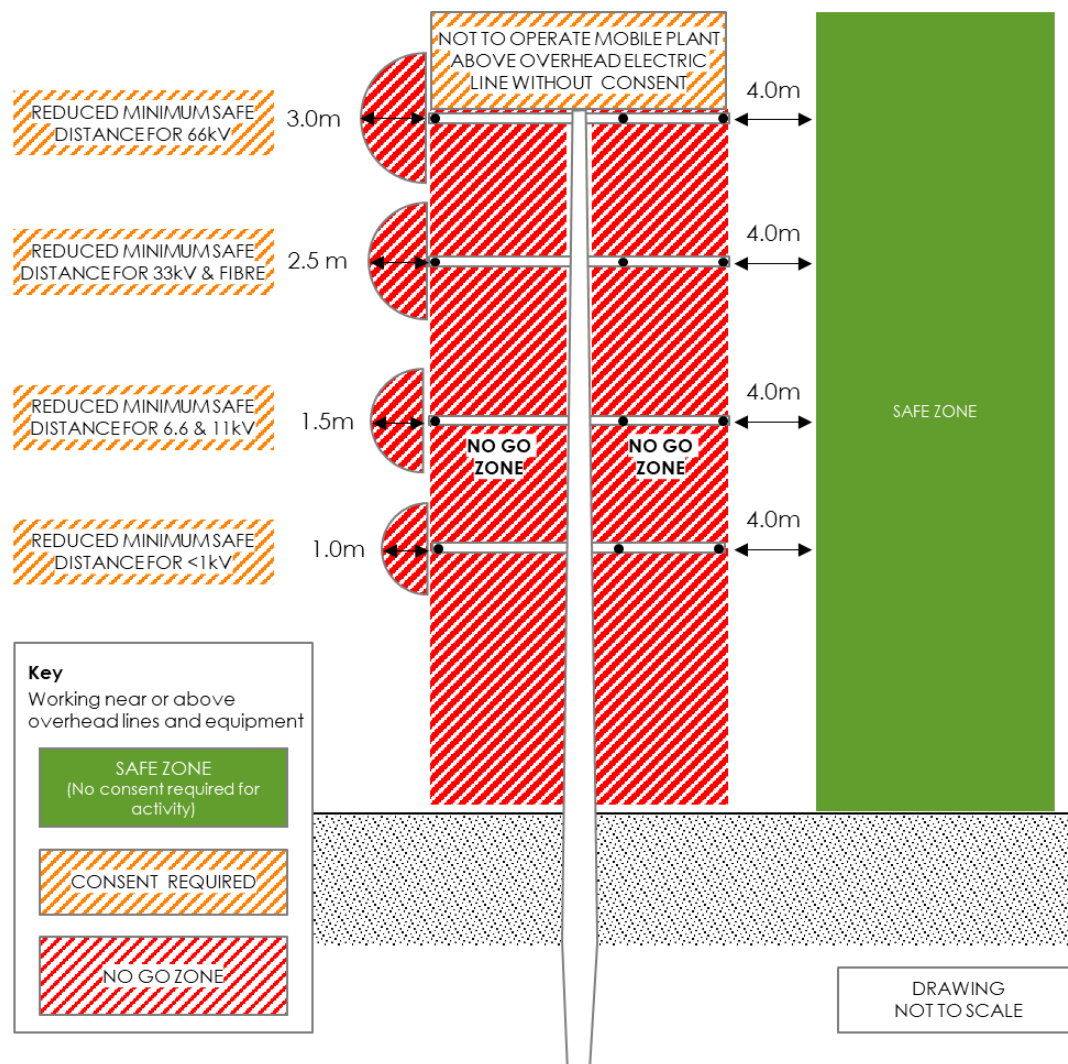 NOT TO OPERATE MOBILE PLANT
ABOVE OVERHEAD ELECTRIC
LINE WITHOUT CONSENT
REDUCED MINIMUM SAFE
DISTANCE FOR 66kV
3.0m
4.0m
REDUCED MINIMUM SAFE
DISTANCE FOR 33kV & FIBRE
2.5 m
4.0m
REDUCED MINIMUM SAFE
DISTANCE FOR 6.6 & 11kV
1.5m
4.0m
SAFE ZONE
NO GO
ZONE
NO GO
ZONE
REDUCED MINIMUM SAFE
DISTANCE FOR <1kV
1.0m
4.0m
Key
Working near or above
overhead lines and equipment
SAFE ZONE
(No consent required for
activity)
CONSENT REQUIRED
NO GO ZONE
DRAWING
NOT TO SCALE